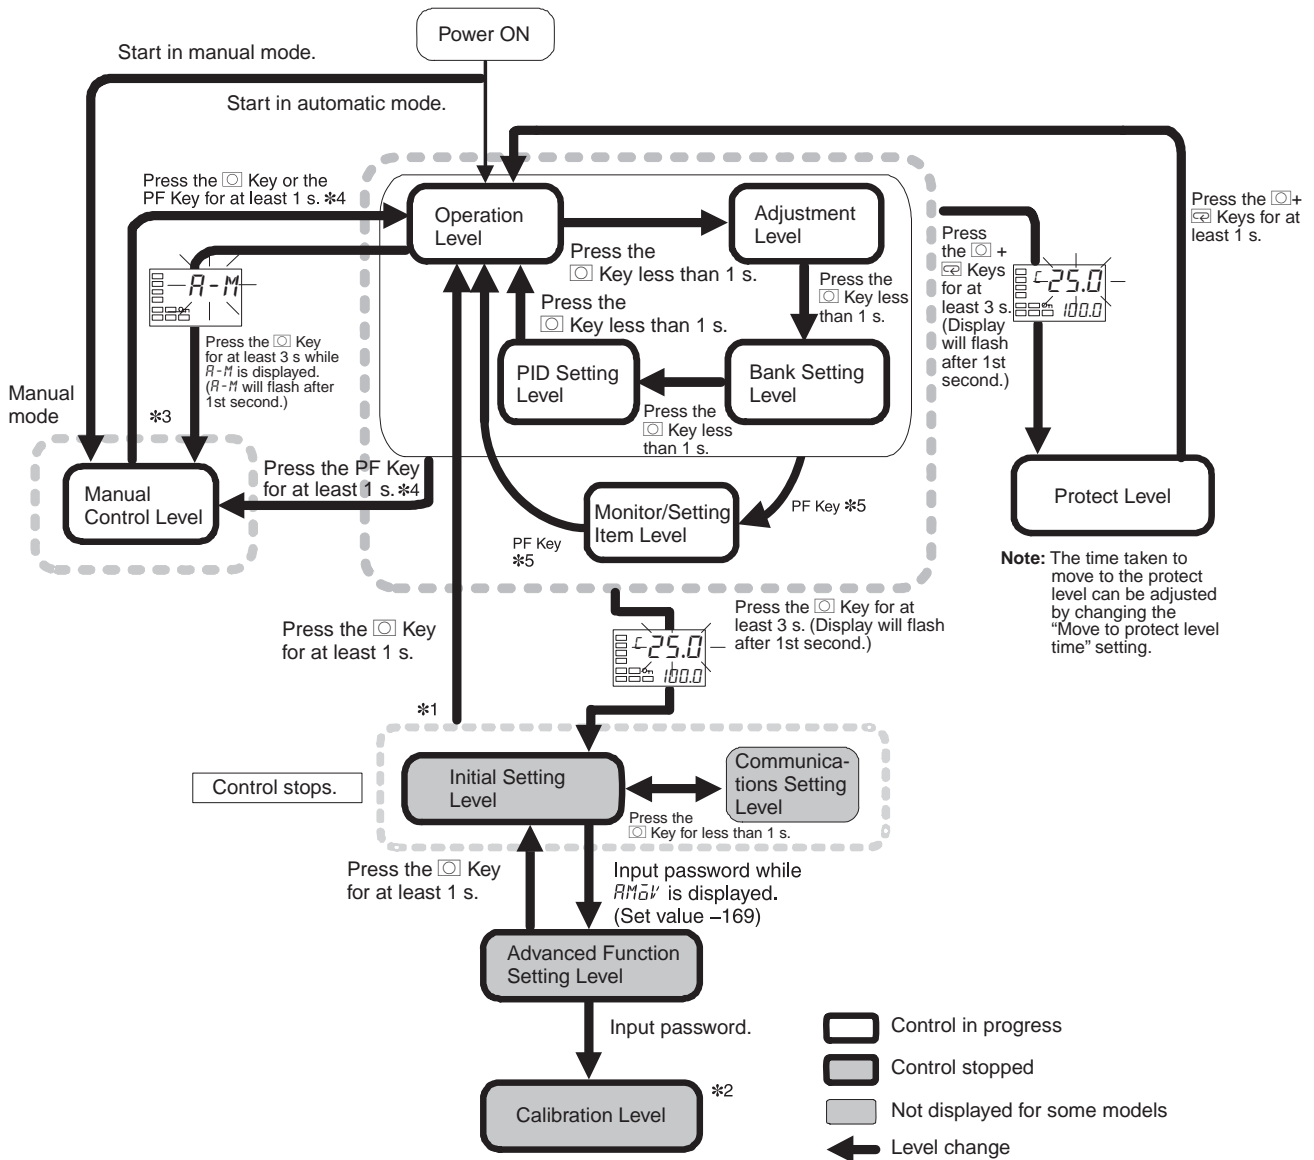 Power ON
Start in manual mode.
Start in automatic mode.
Press the Key or the
PF Key for at least 1 s. *4
Operation
Level
Adjustment
Level
Press the
Key less than 1 s.
Press the
Key less
than 1 s.
Press the
Key less than 1 s.
PID Setting
Level
Bank Setting
Level
Press the
Key less
than 1 s.
A-M
Press the Key
for at least 3 s while
A-M is displayed.
(A-M will flash after
1st second.)
Manual
mode
*3
Manual
Control Level
Press the PF Key
for at least 1 s. *4
Monitor/Setting
Item Level
PF Key *5
PF Key
*5
Press
the +
Keys
for at
least 3 s.
(Display
will flash
after 1st
second.)
C 25.0
100.0
Press the +
Keys for at
least 1 s.
Protect Level
Note: The time taken to
move to the protect
level can be adjusted
by changing the
“Move to protect level
time” setting.
Press the Key
for at least 1 s.
Press the Key for at
least 3 s. (Display will flash
after 1st second.)
C 25.0
100.0
*1
Control stops.
Initial Setting
Level
Communica-
tions Setting
Level
Press the
Key for less than 1 s.
Press the Key
for at least 1 s.
Input password while
AMOV is displayed.
(Set value –169)
Advanced Function
Setting Level
Input password.
Calibration Level
*2
Control in progress
Control stopped
Not displayed for some models
Level change